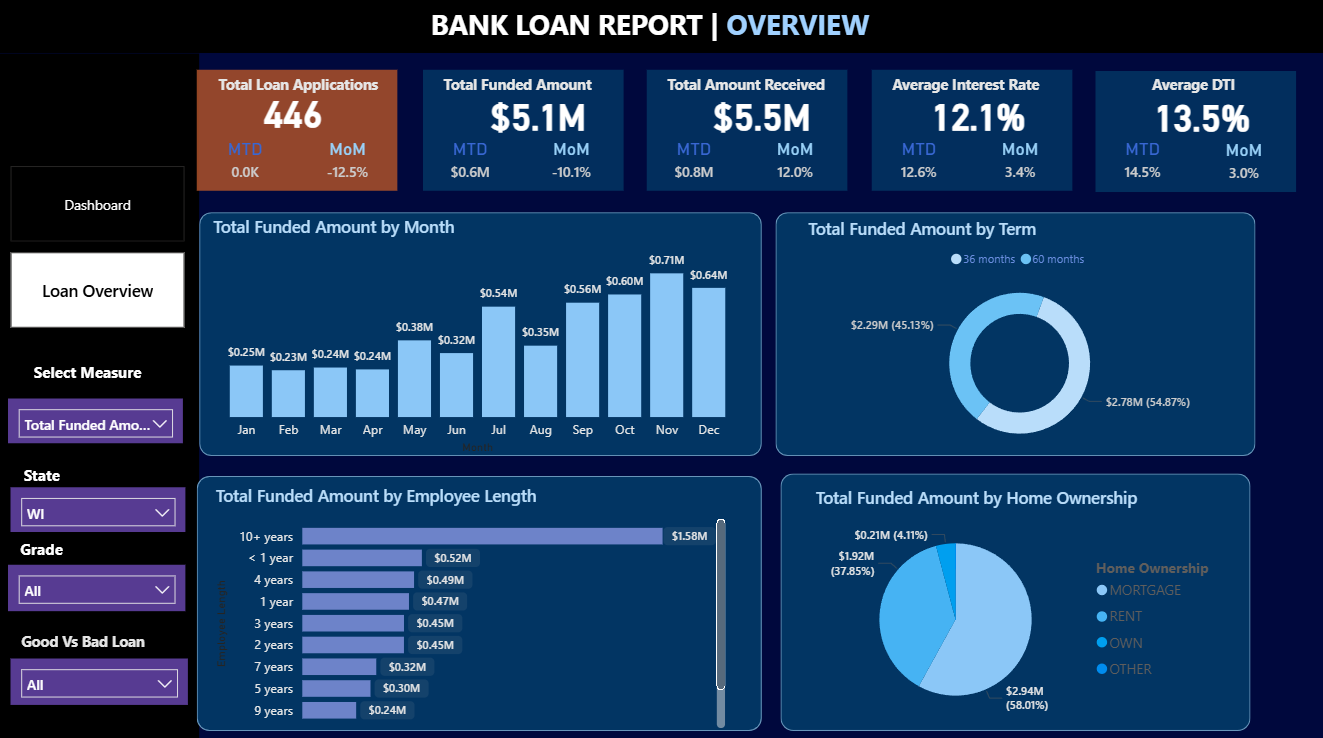 BANK LOAN REPORT | OVERVIEW
Total Loan Applications
446
MTD
MoM
0.0K
-12.5%
Total Funded Amount
$5.1M
MTD
MoM
$0.6M
-10.1%
Total Amount Received
$5.5M
MTD
MoM
$0.8M
12.0%
Average Interest Rate
12.1%
MTD
MoM
12.6%
3.4%
Average DTI
13.5%
MTD
MoM
14.5%
3.0%
Dashboard
Loan Overview
Select Measure
Total Funded Amo...
State
WI
Grade
All
Good Vs Bad Loan
All
Total Funded Amount by Month
$0.25M
$0.23M
$0.24M
$0.24M
$0.38M
$0.32M
$0.54M
$0.35M
$0.56M
$0.60M
$0.71M
$0.64M
Jan
Feb
Mar
Apr
May
Jun
Jul
Aug
Sep
Oct
Nov
Dec
Month
Total Funded Amount by Term
36 months
60 months
$2.29M (45.13%)
$2.78M (54.87%)
Total Funded Amount by Employee Length
Employee Length
10+ years
$1.58M
< 1 year
$0.52M
4 years
$0.49M
1 year
$0.47M
3 years
$0.45M
2 years
$0.45M
7 years
$0.32M
5 years
$0.30M
9 years
$0.24M
Total Funded Amount by Home Ownership
$0.21M (4.11%)
$1.92M
(37.85%)
$2.94M
(58.01%)
Home Ownership
MORTGAGE
RENT
OWN
OTHER